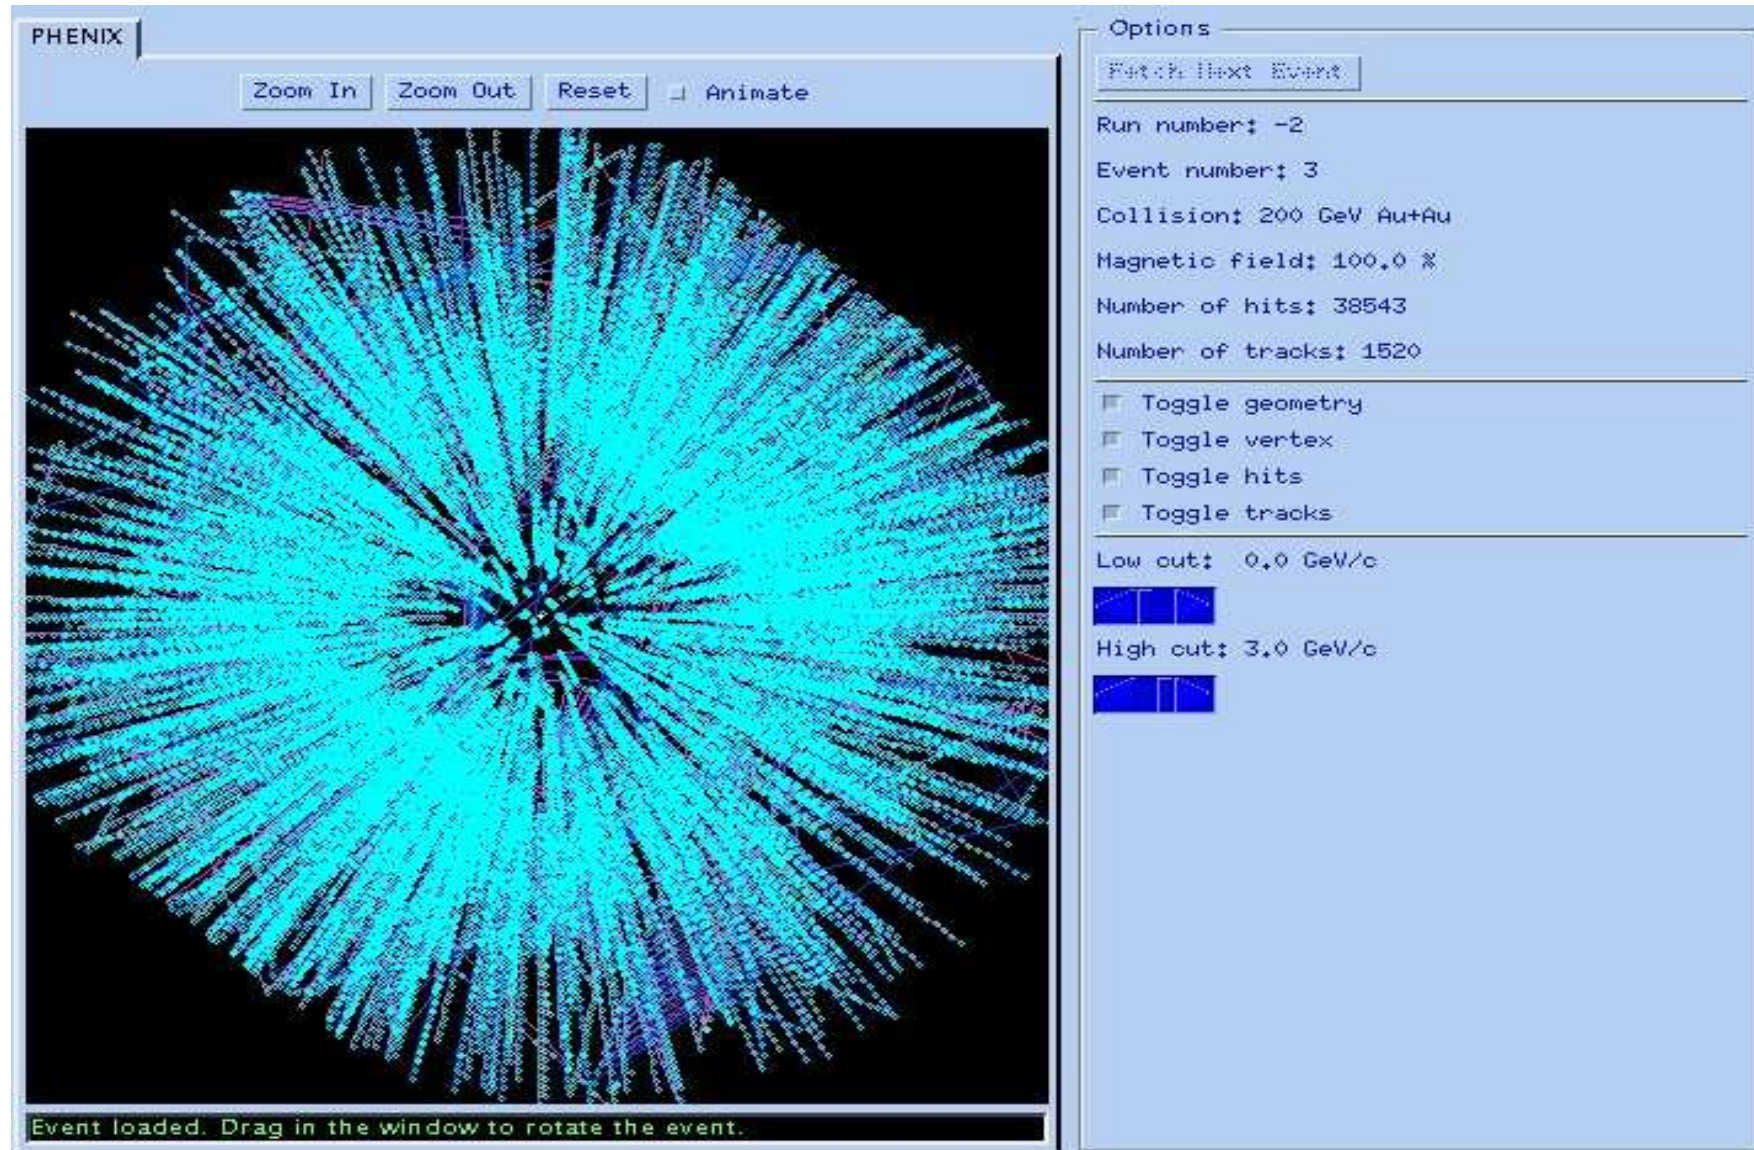 PHENIX
Zoom In Zoom Out Reset Animate
Event loaded. Drag in the window to rotate the event.
Options
Fetch Next Event
Run number: -2
Event number: 3
Collision: 200 GeV Au+Au
Magnetic field: 100.0 %
Number of hits: 38543
Number of tracks: 1520
Toggle geometry
Toggle vertex
Toggle hits
Toggle tracks
Low cut: 0.0 GeV/c
High cut: 3.0 GeV/c